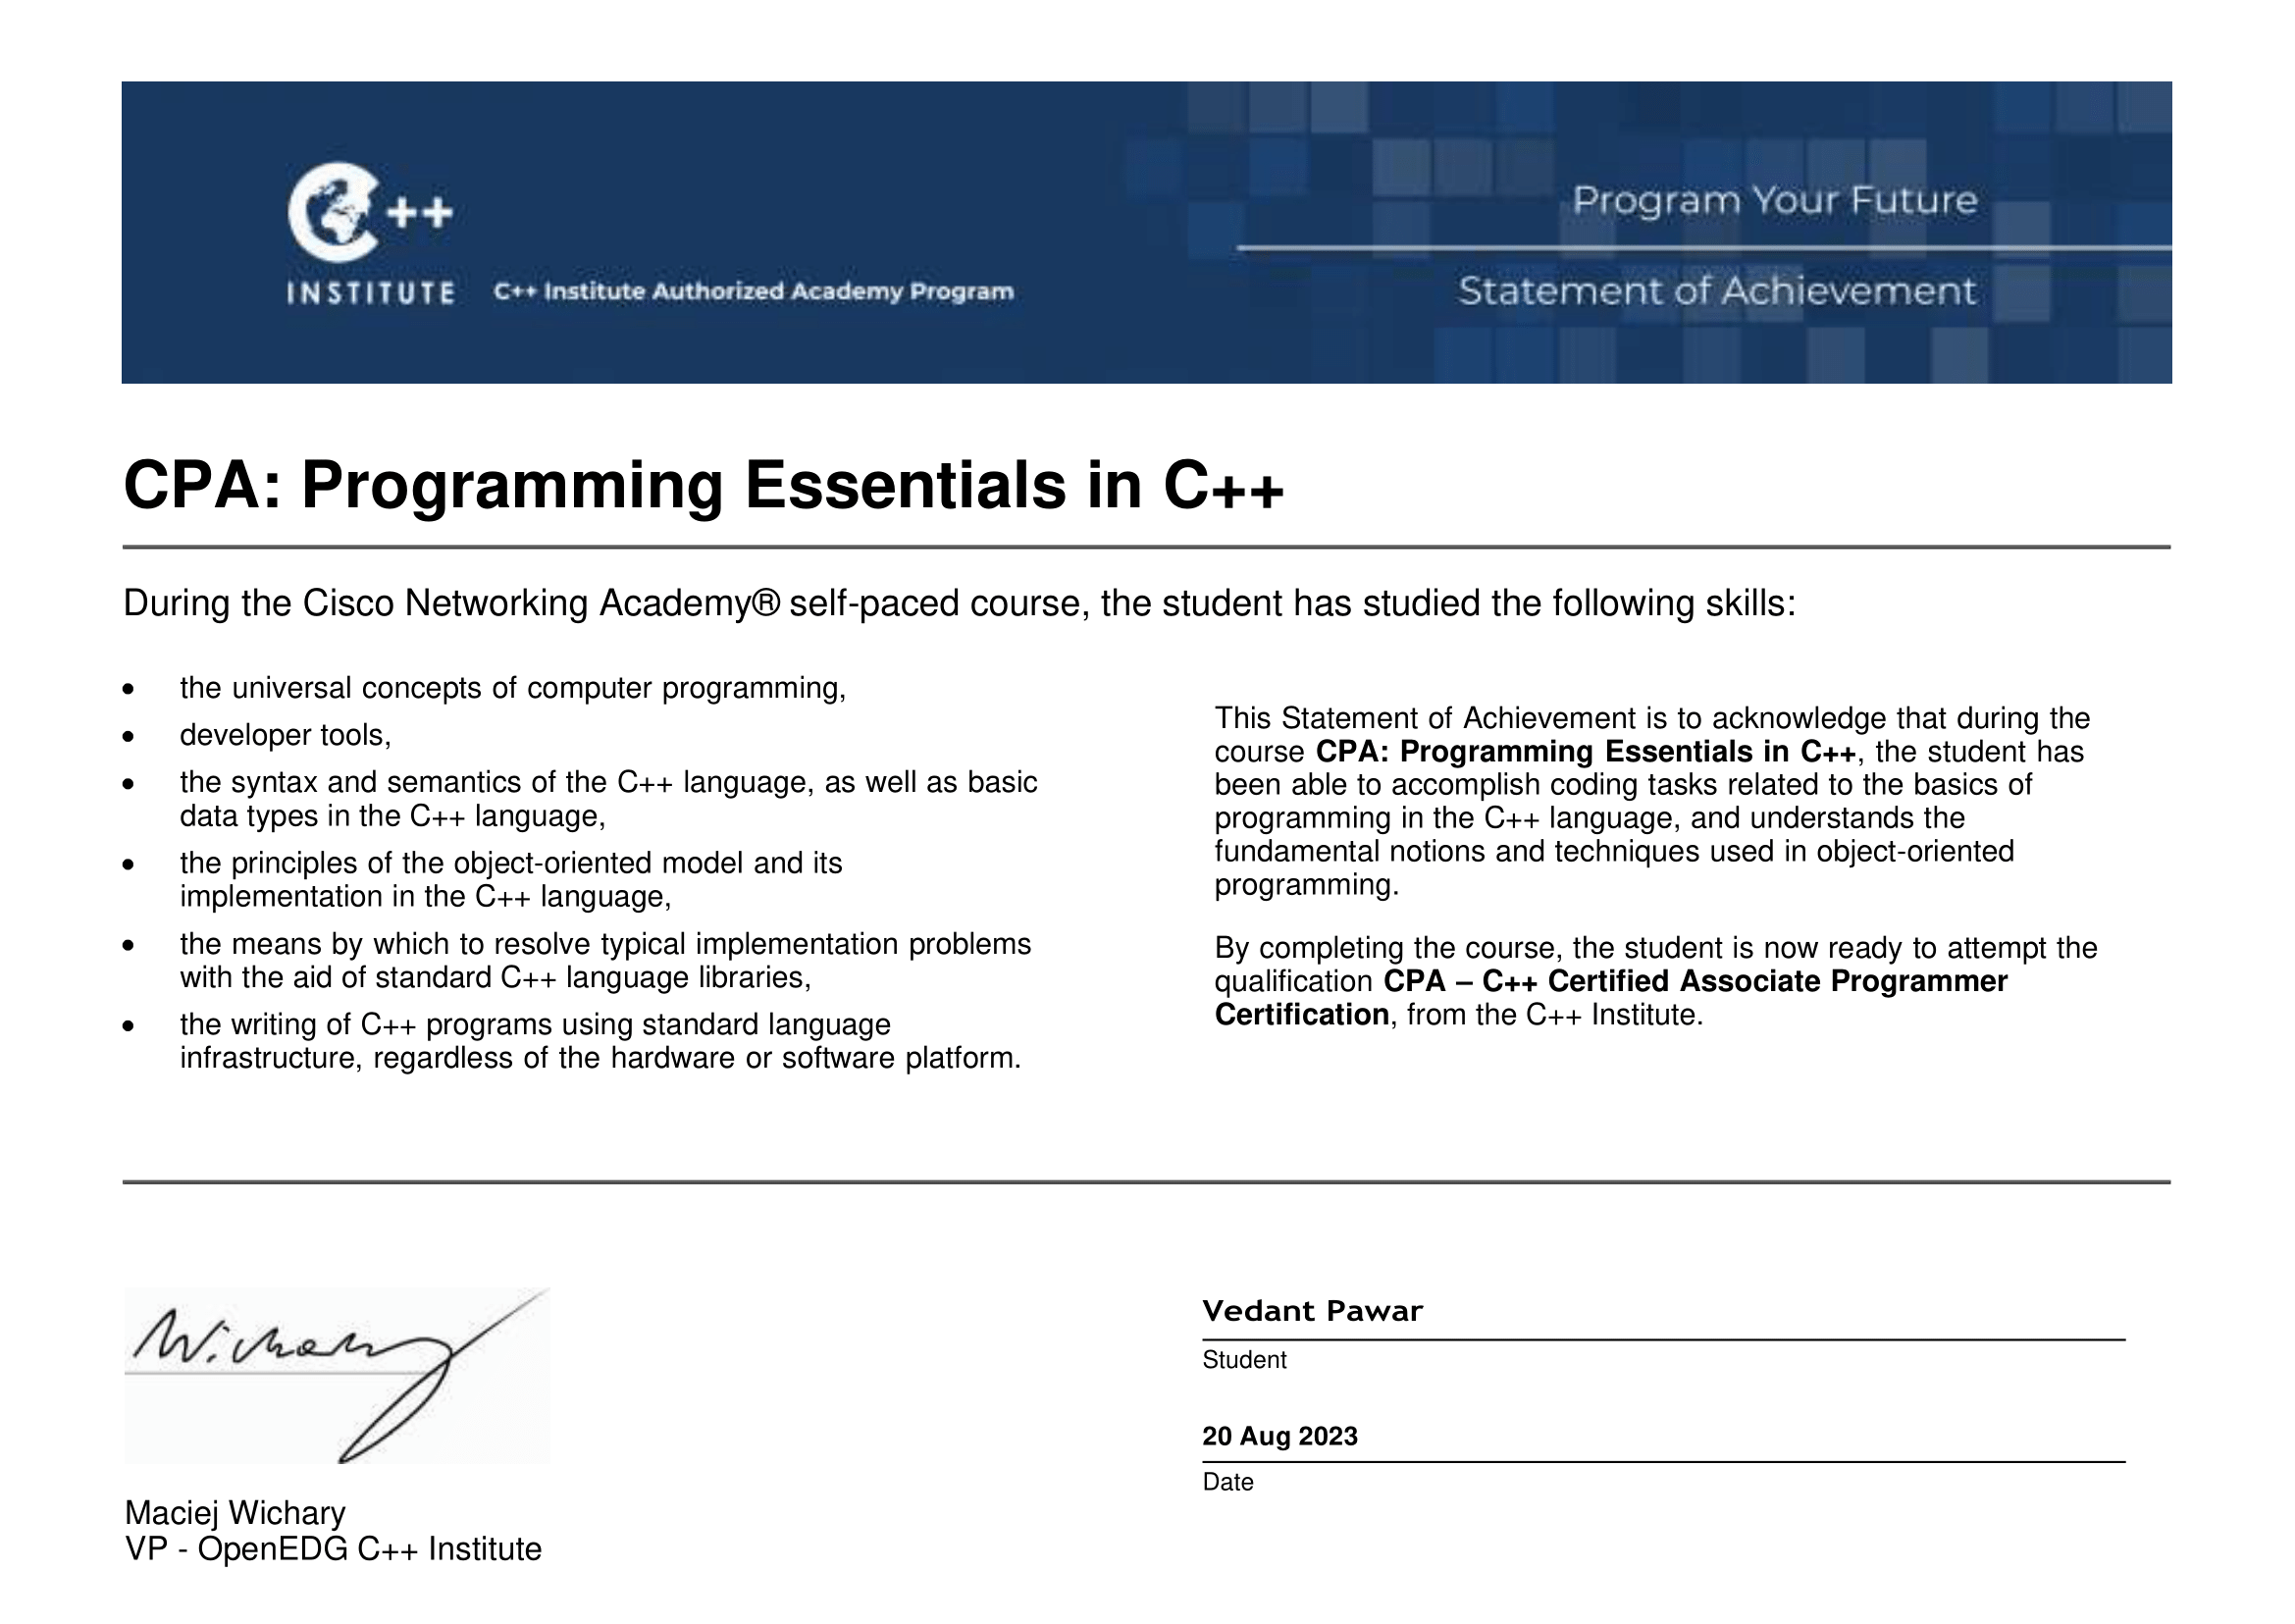 C++
INSTITUTE
C++ Institute Authorized Academy Program
Program Your Future
Statement of Achievement
CPA: Programming Essentials in C++
During the Cisco Networking Academy® self-paced course, the student has studied the following skills:
• the universal concepts of computer programming,
• developer tools,
• the syntax and semantics of the C++ language, as well as basic
data types in the C++ language,
• the principles of the object-oriented model and its
implementation in the C++ language,
• the means by which to resolve typical implementation problems
with the aid of standard C++ language libraries,
• the writing of C++ programs using standard language
infrastructure, regardless of the hardware or software platform.
This Statement of Achievement is to acknowledge that during the
course CPA: Programming Essentials in C++, the student has
been able to accomplish coding tasks related to the basics of
programming in the C++ language, and understands the
fundamental notions and techniques used in object-oriented
programming.
By completing the course, the student is now ready to attempt the
qualification CPA – C++ Certified Associate Programmer
Certification, from the C++ Institute.
Wichary
Maciej Wichary
VP - OpenEDG C++ Institute
Vedant Pawar
Student
20 Aug 2023
Date